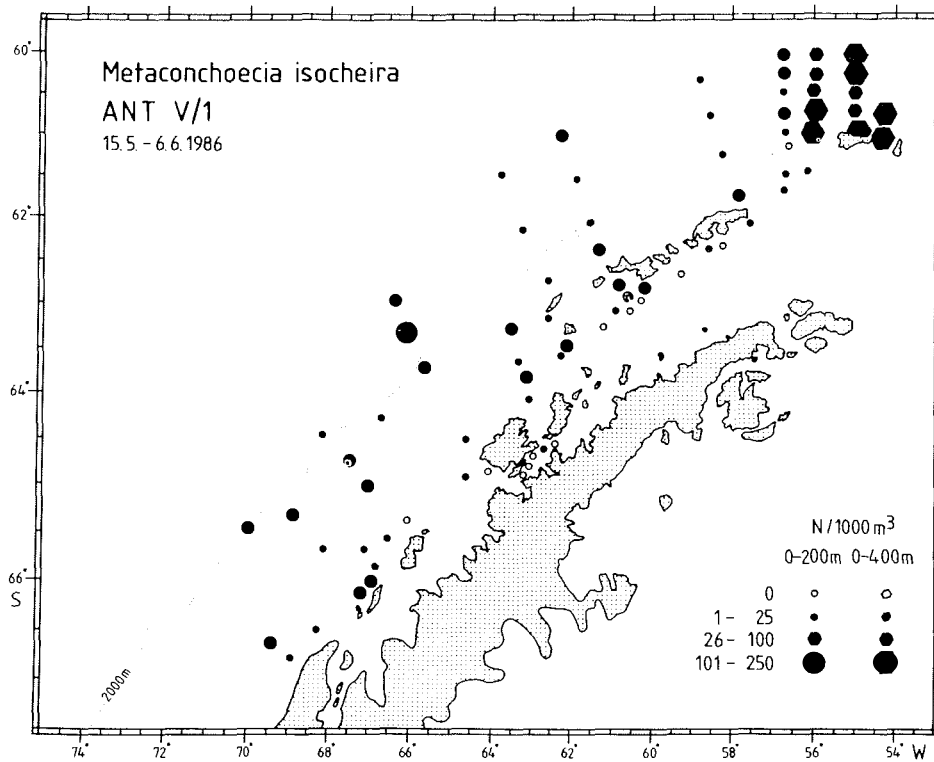 Metaconchoecia isocheira
ANT V/1
15.5. - 6.6.1986
60°
62°
64°
66°
S
2000m
N/1000 m³
0-200m 0-400m
0
1 - 25
26 - 100
101 - 250
74° 72° 70° 68° 66° 64° 62° 60° 58° 56° 54° W